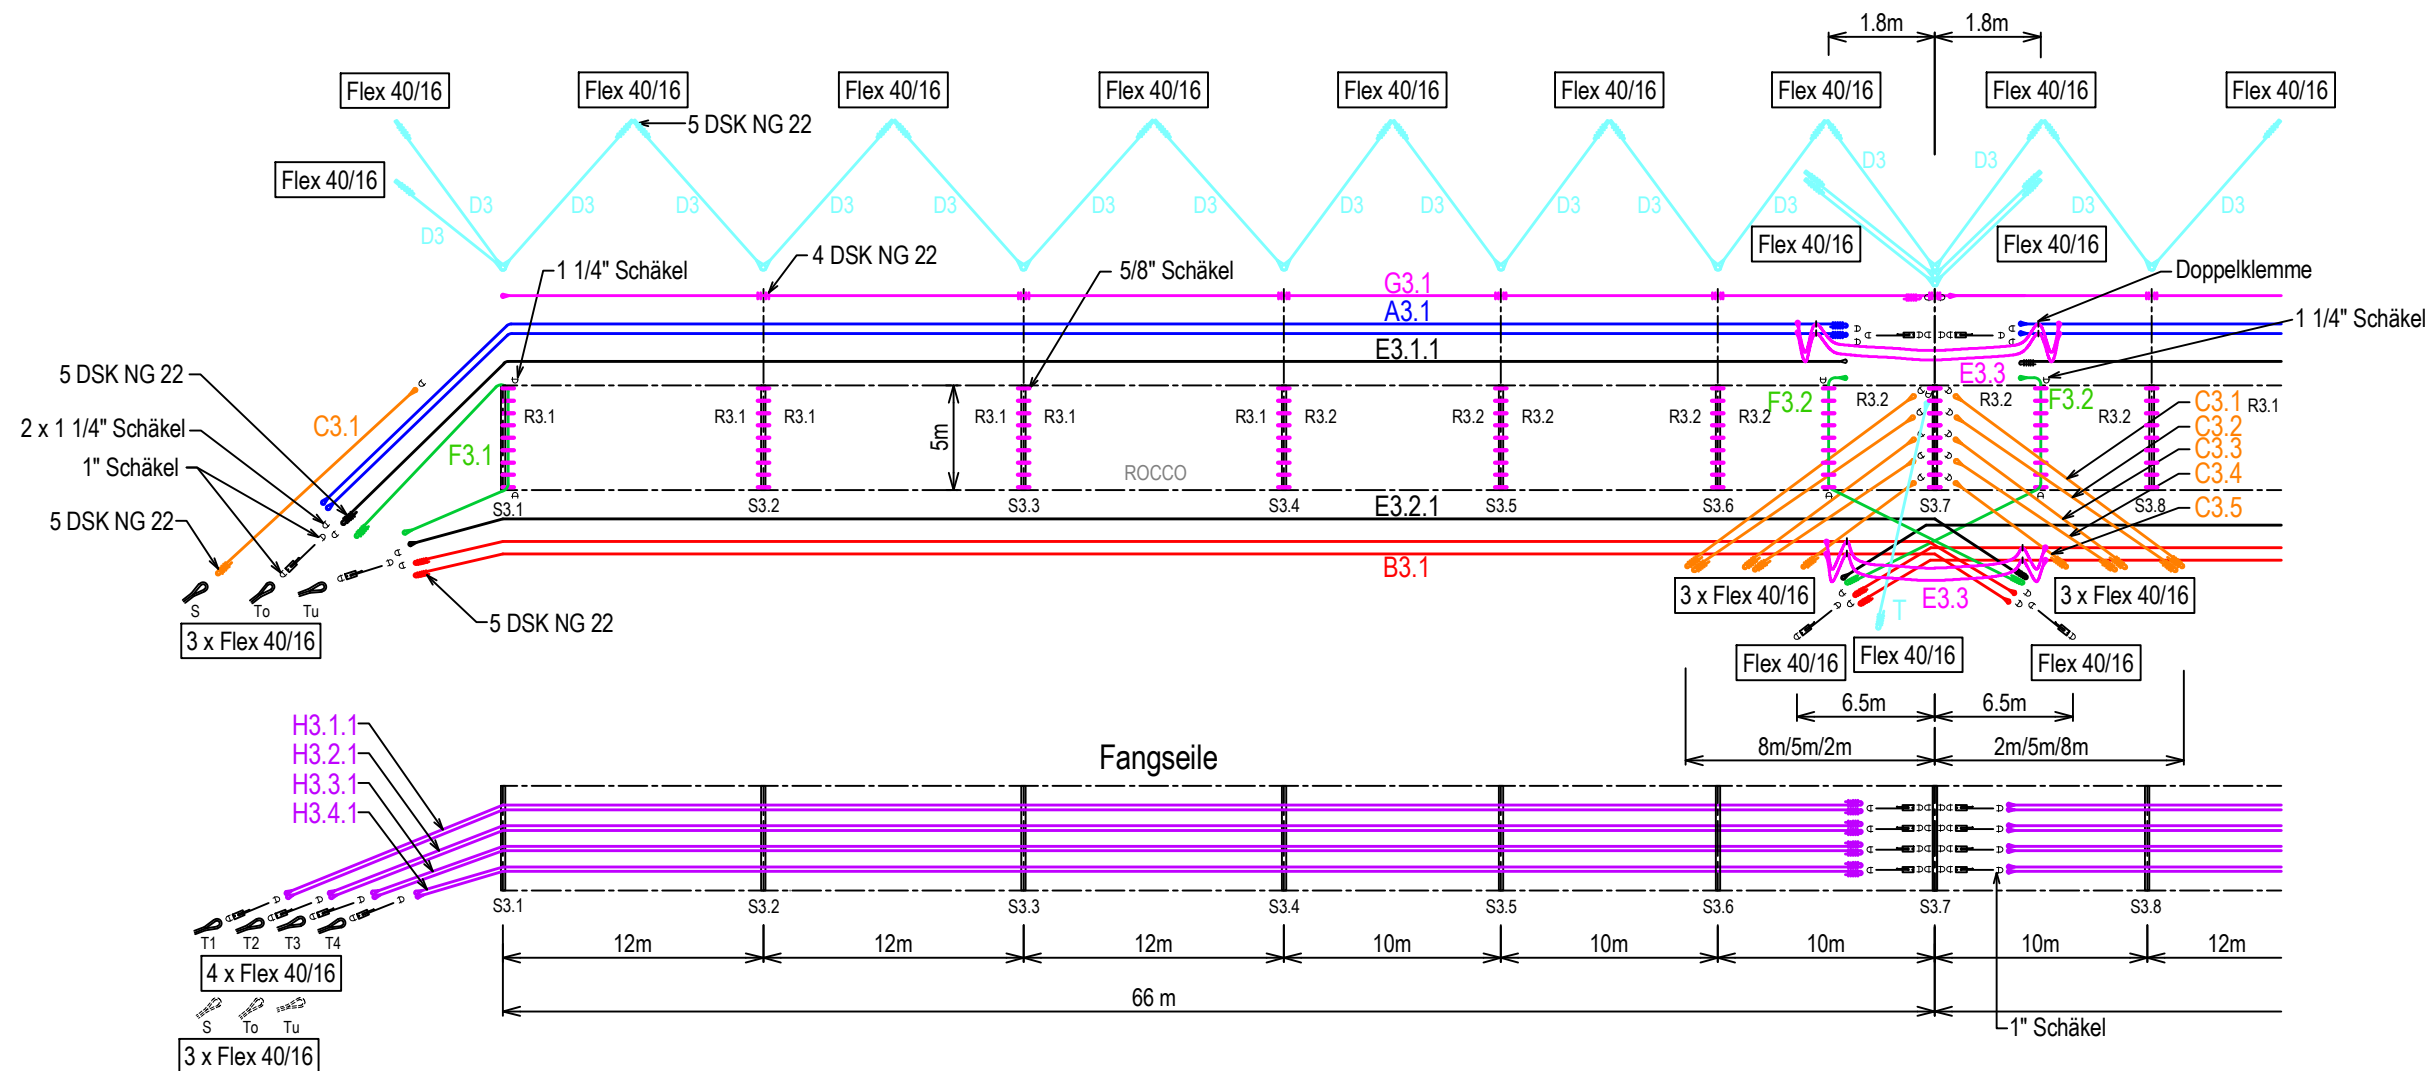 1.8m 1.8m
Flex 40/16 Flex 40/16 Flex 40/16 Flex 40/16 Flex 40/16 Flex 40/16 Flex 40/16 Flex 40/16 Flex 40/16
5 DSK NG 22
Flex 40/16
D3 D3
D3 D3 D3 D3 D3 D3 D3 D3 D3 D3 D3 D3 D3
D3
Flex 40/16 Flex 40/16
4 DSK NG 22
1 1/4" Schäkel 5/8" Schäkel Doppelklemme
G3.1
A3.1
1 1/4" Schäkel
E3.1.1
5 DSK NG 22
E3.3
C3.1
F3.2 R3.2 R3.2 F3.2 C3.1 R3.1
R3.1 R3.1 R3.1 R3.1 R3.1 R3.1 R3.2 R3.2 R3.2 R3.2 R3.2 R3.2
2 x 1 1/4" Schäkel
C3.2
5m
C3.3
F3.1
1" Schäkel
ROCCO
C3.4
S3.1 S3.2 S3.3 S3.4 S3.5 S3.6 S3.7 S3.8
C3.5
E3.2.1
5 DSK NG 22
B3.1
S To Tu
3 x Flex 40/16
5 DSK NG 22
3 x Flex 40/16 E3.3 3 x Flex 40/16
T
Flex 40/16 Flex 40/16 Flex 40/16
6.5m 6.5m
8m/5m/2m 2m/5m/8m
H3.1.1
H3.2.1
H3.3.1
H3.4.1
Fangseile
S3.1 S3.2 S3.3 S3.4 S3.5 S3.6 S3.7 S3.8
T1 T2 T3 T4
12m 12m 12m 10m 10m 10m 10m 12m
4 x Flex 40/16
66 m
S To Tu
1" Schäkel
3 x Flex 40/16